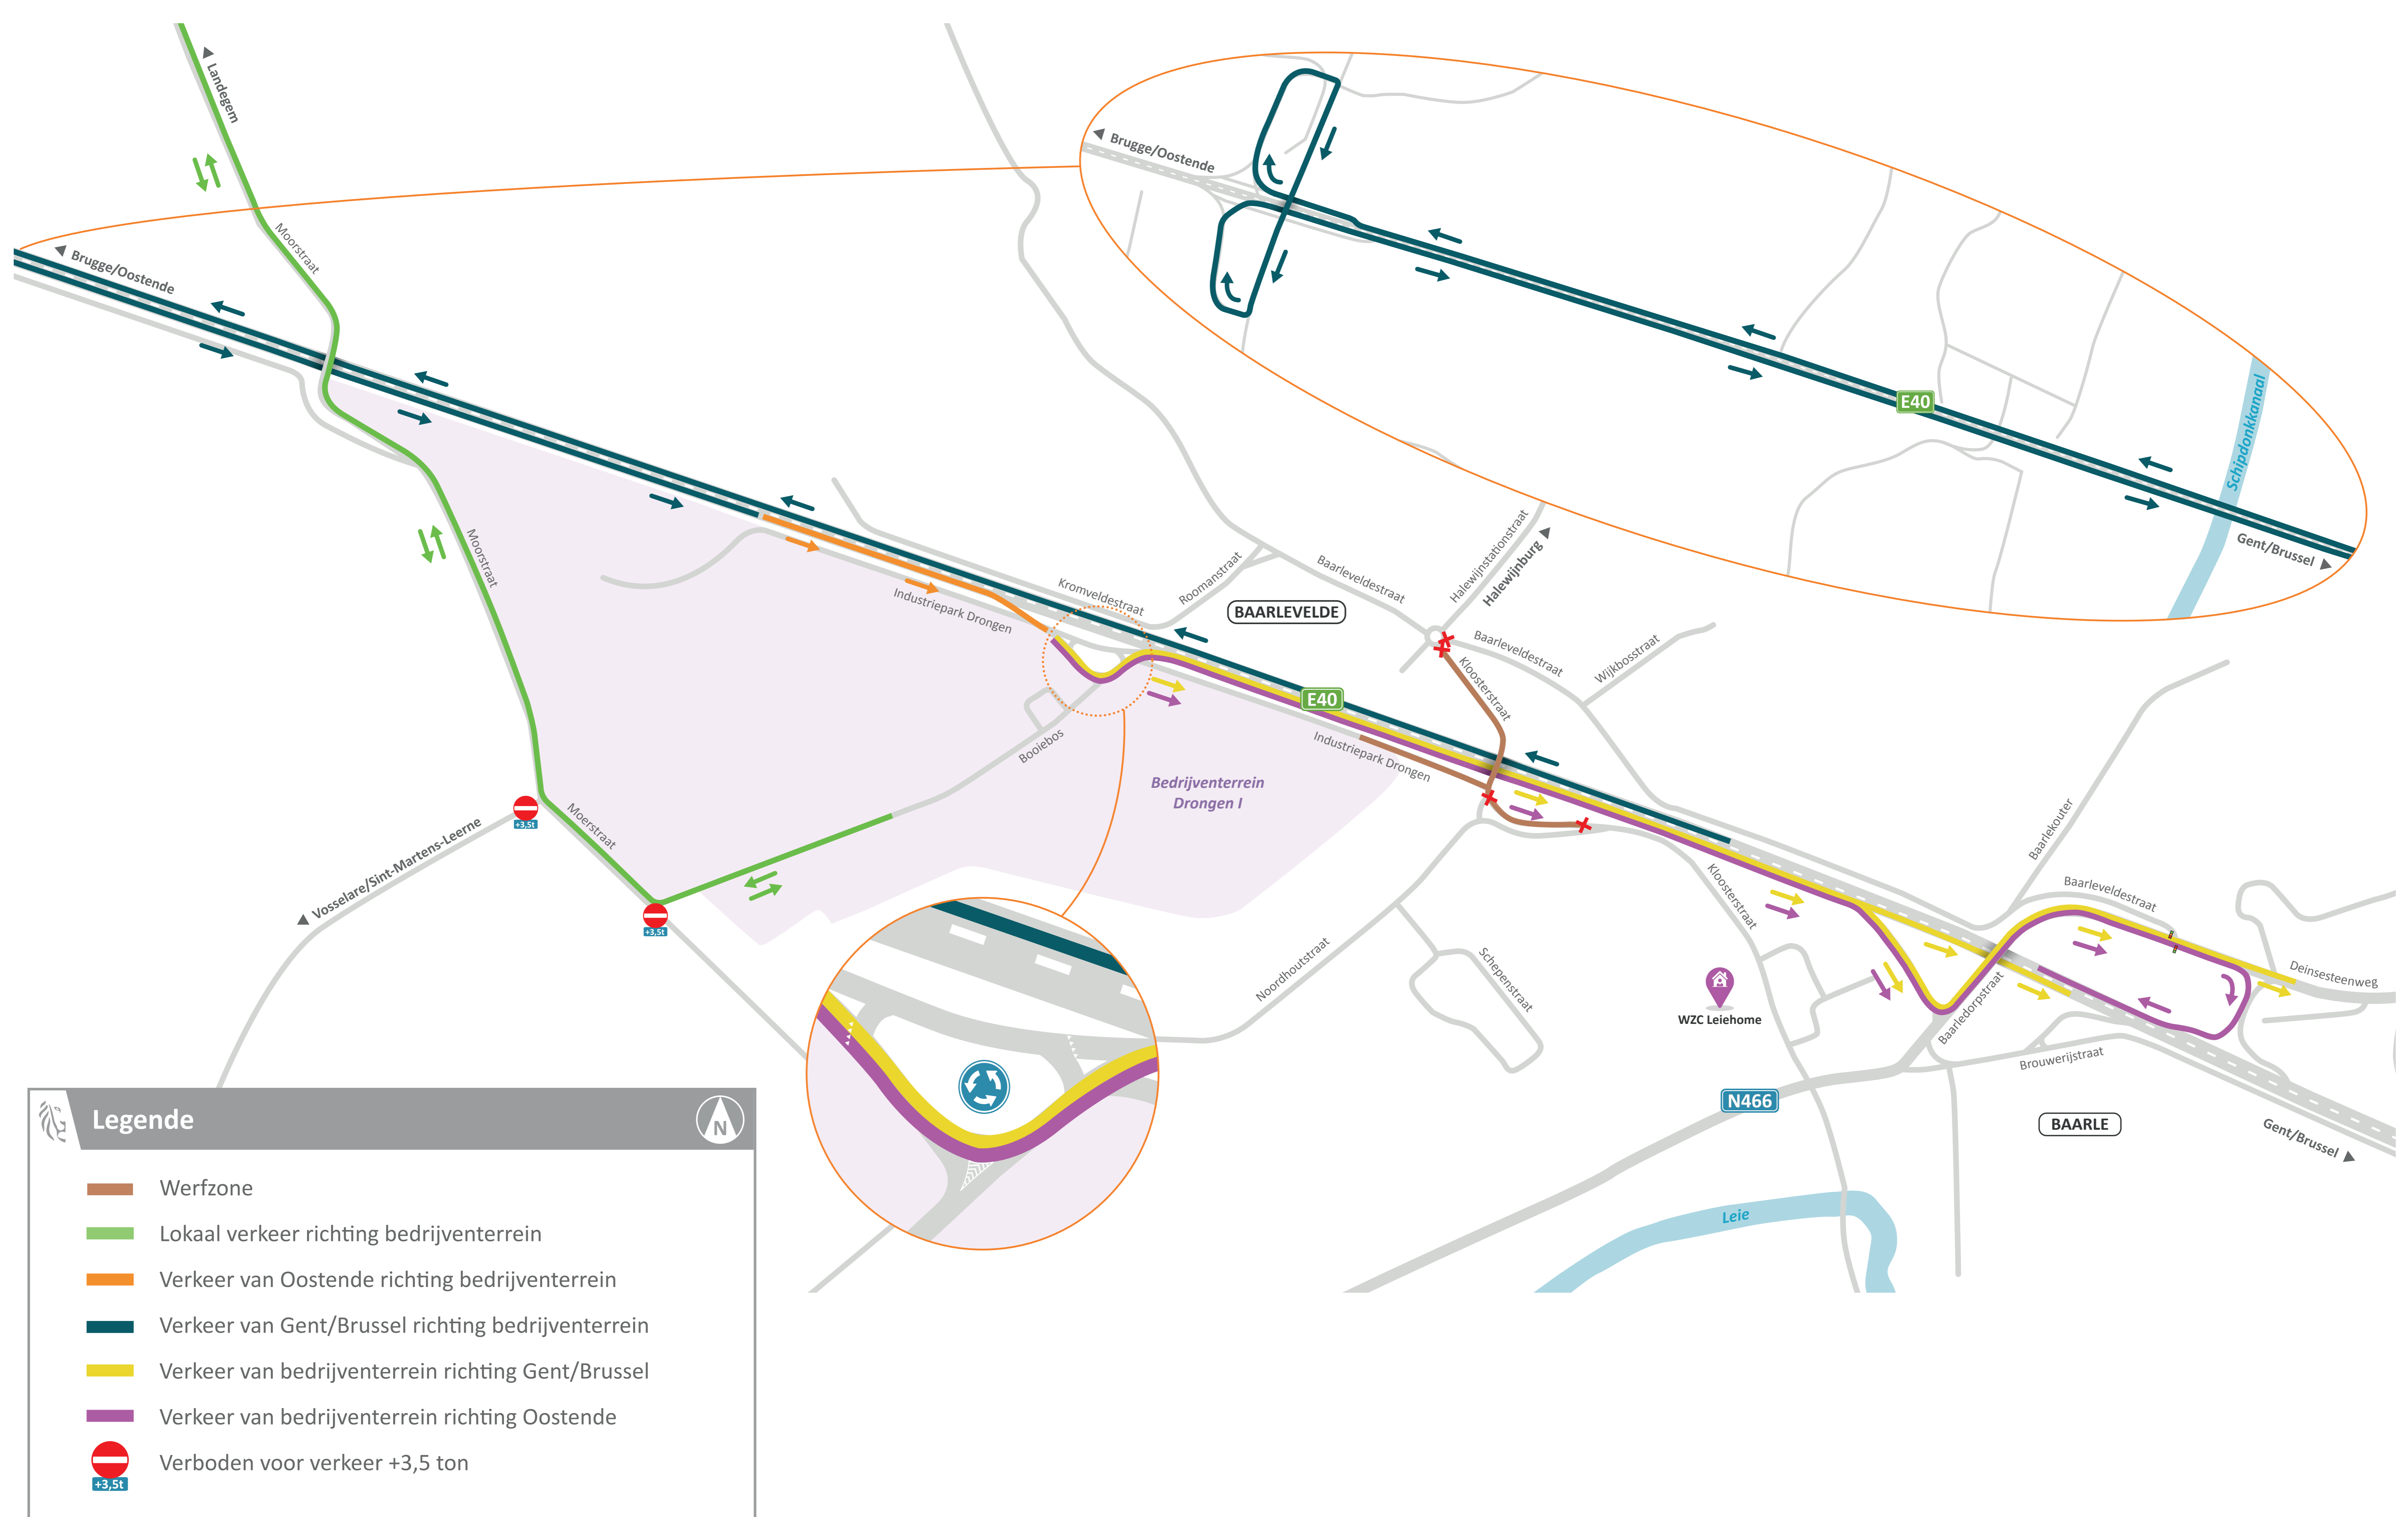 Landegem
Moorstraat
Brugge/Oostende
Brugge/Oostende
E40
Schipdonkkanaal
Gent/Brussel
Moorstraat
Kromveldestraat
Roomanstraat
Baarleveldestraat
Halewijnstationstraat
Halewijnburg
Industriepark Drongen
BAARLEVELDE
Baarleveldestraat
Wijkbosstraat
Kloosterstraat
E40
Industriepark Drongen
Booiebos
Bedrijventerrein
Drongen I
Moerstraat
+3,5t
Vosselare/Sint-Martens-Leerne
+3,5t
Baarlekouter
Baarleveldestraat
Kloosterstraat
Deinsesteenweg
Noordhoutstraat
Schepenstraat
WZC Leiehome
Baarledorpstraat
Brouwerijstraat
N466
BAARLE
Gent/Brussel
Leie
Legende
N
Werfzone
Lokaal verkeer richting bedrijventerrein
Verkeer van Oostende richting bedrijventerrein
Verkeer van Gent/Brussel richting bedrijventerrein
Verkeer van bedrijventerrein richting Gent/Brussel
Verkeer van bedrijventerrein richting Oostende
Verboden voor verkeer +3,5 ton
+3,5t